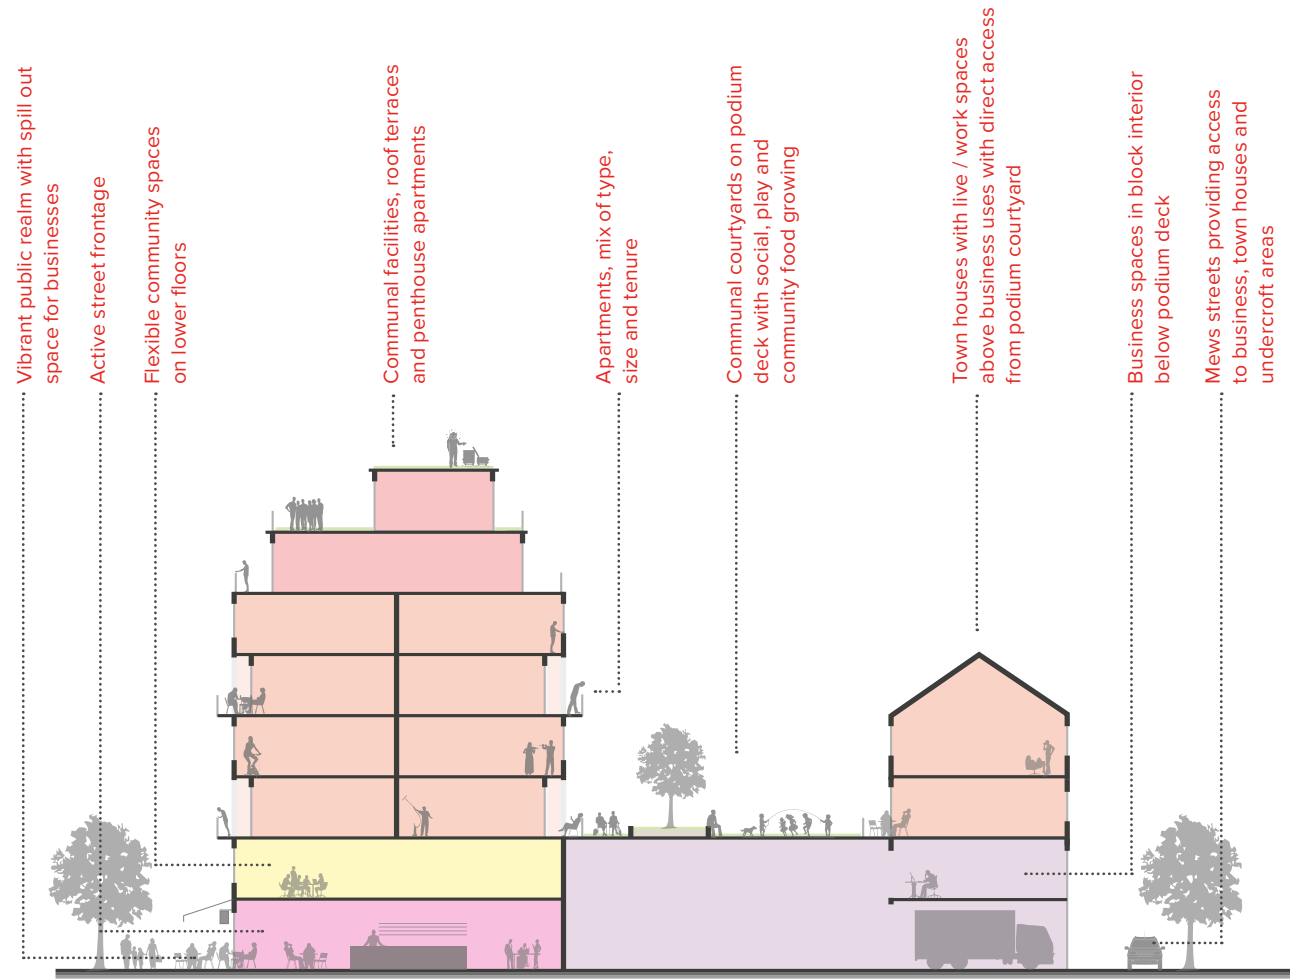 Vibrant public realm with spill out
space for businesses
Active street frontage
Flexible community spaces
on lower floors
Communal facilities, roof terraces
and penthouse apartments
Apartments, mix of type,
size and tenure
Communal courtyards on podium
deck with social, play and
community food growing
Town houses with live / work spaces
above business uses with direct access
from podium courtyard
Business spaces in block interior
below podium deck
Mews streets providing access
to business, town houses and
undercroft areas